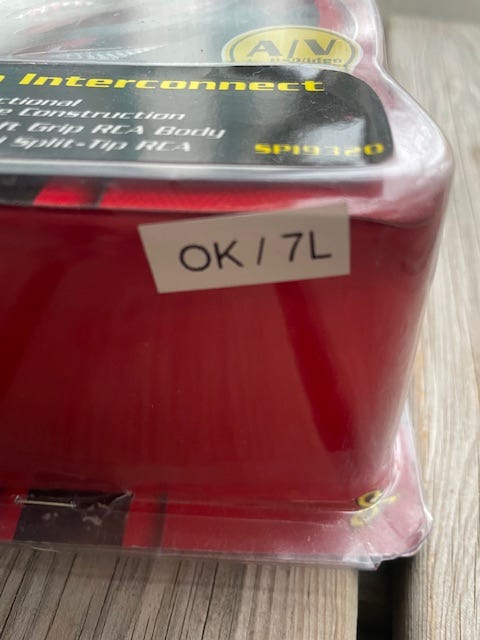 A/V
Interconnect
SPI9320
OK / 7L
Grip RCA Body
Split-Tip RCA
Construction